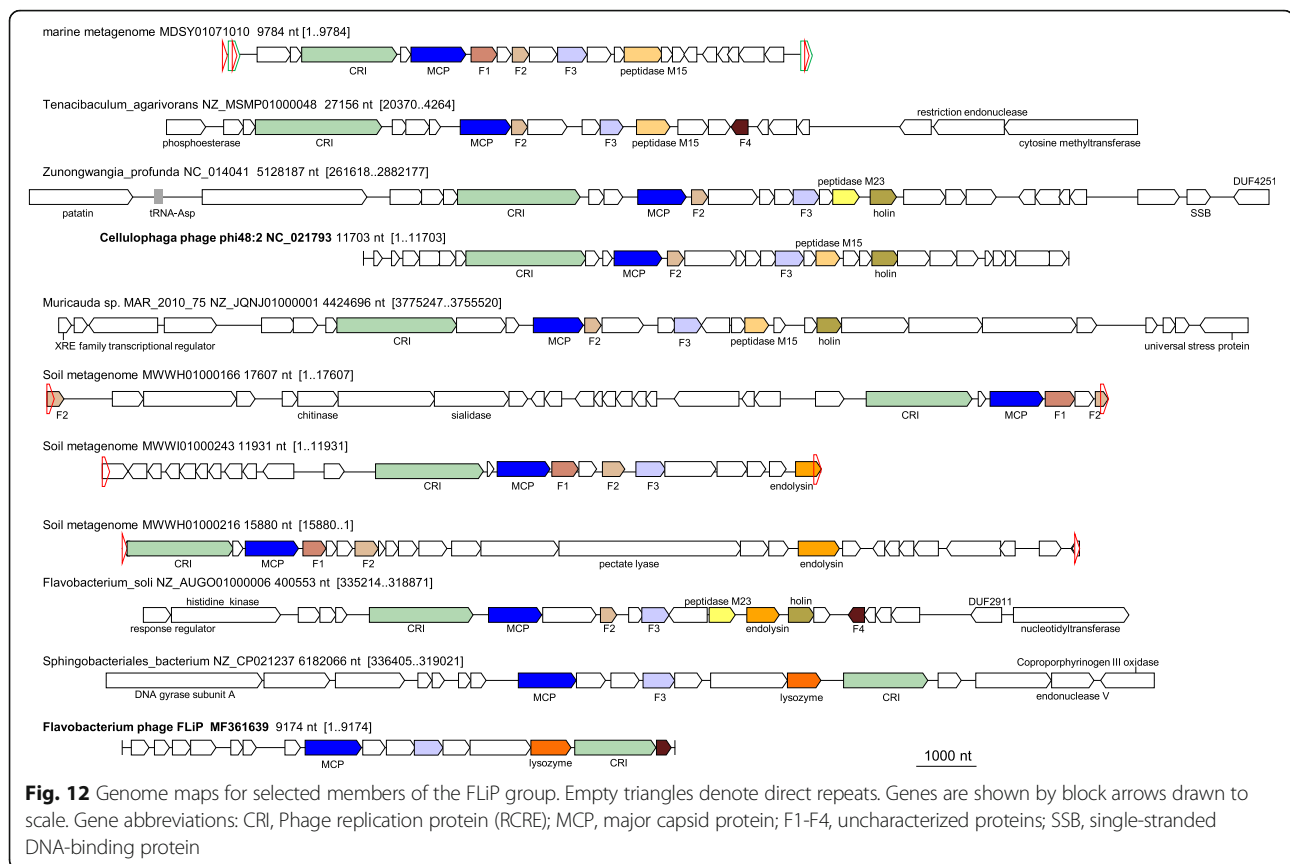 marine metagenome MDSY01071010 9784 nt [1..9784]
CRI MCP F1 F2 F3 peptidase M15
Tenacibaculum_agarivorans NZ_MSMP01000048 27156 nt [20370..4264]
restriction endonuclease
phosphoesterase CRI MCP F2 F3 peptidase M15 F4 cytosine methyltransferase
Zunongwangia_profunda NC_014041 5128187 nt [261618..2882177]
peptidase M23 DUF4251
patatin tRNA-Asp CRI MCP F2 F3 holin SSB
Cellulophaga phage phi48:2 NC_021793 11703 nt [1..11703]
peptidase M15
CRI MCP F2 F3 holin
Muricauda sp. MAR_2010_75 NZ_JQNJ01000001 4424696 nt [3775247..3755520]
XRE family transcriptional regulator CRI MCP F2 F3 peptidase M15 holin universal stress protein
Soil metagenome MWWH01000166 17607 nt [1..17607]
F2 chitinase sialidase CRI MCP F1 F2
Soil metagenome MWWI01000243 11931 nt [1..11931]
CRI MCP F1 F2 F3 endolysin
Soil metagenome MWWH01000216 15880 nt [15880..1]
CRI MCP F1 F2 pectate lyase endolysin
Flavobacterium_soli NZ_AUGO01000006 400553 nt [335214..318871]
histidine kinase peptidase M23 holin DUF2911
response regulator CRI MCP F2 F3 endolysin F4 nucleotidyltransferase
Sphingobacteriales_bacterium NZ_CP021237 6182066 nt [336405..319021]
Coproporphyrinogen III oxidase
DNA gyrase subunit A MCP F3 lysozyme CRI endonuclease V
Flavobacterium phage FLiP MF361639 9174 nt [1..9174]
1000 nt
MCP lysozyme CRI
Fig. 12 Genome maps for selected members of the FLiP group. Empty triangles denote direct repeats. Genes are shown by block arrows drawn to
scale. Gene abbreviations: CRI, Phage replication protein (RCRE); MCP, major capsid protein; F1-F4, uncharacterized proteins; SSB, single-stranded
DNA-binding protein